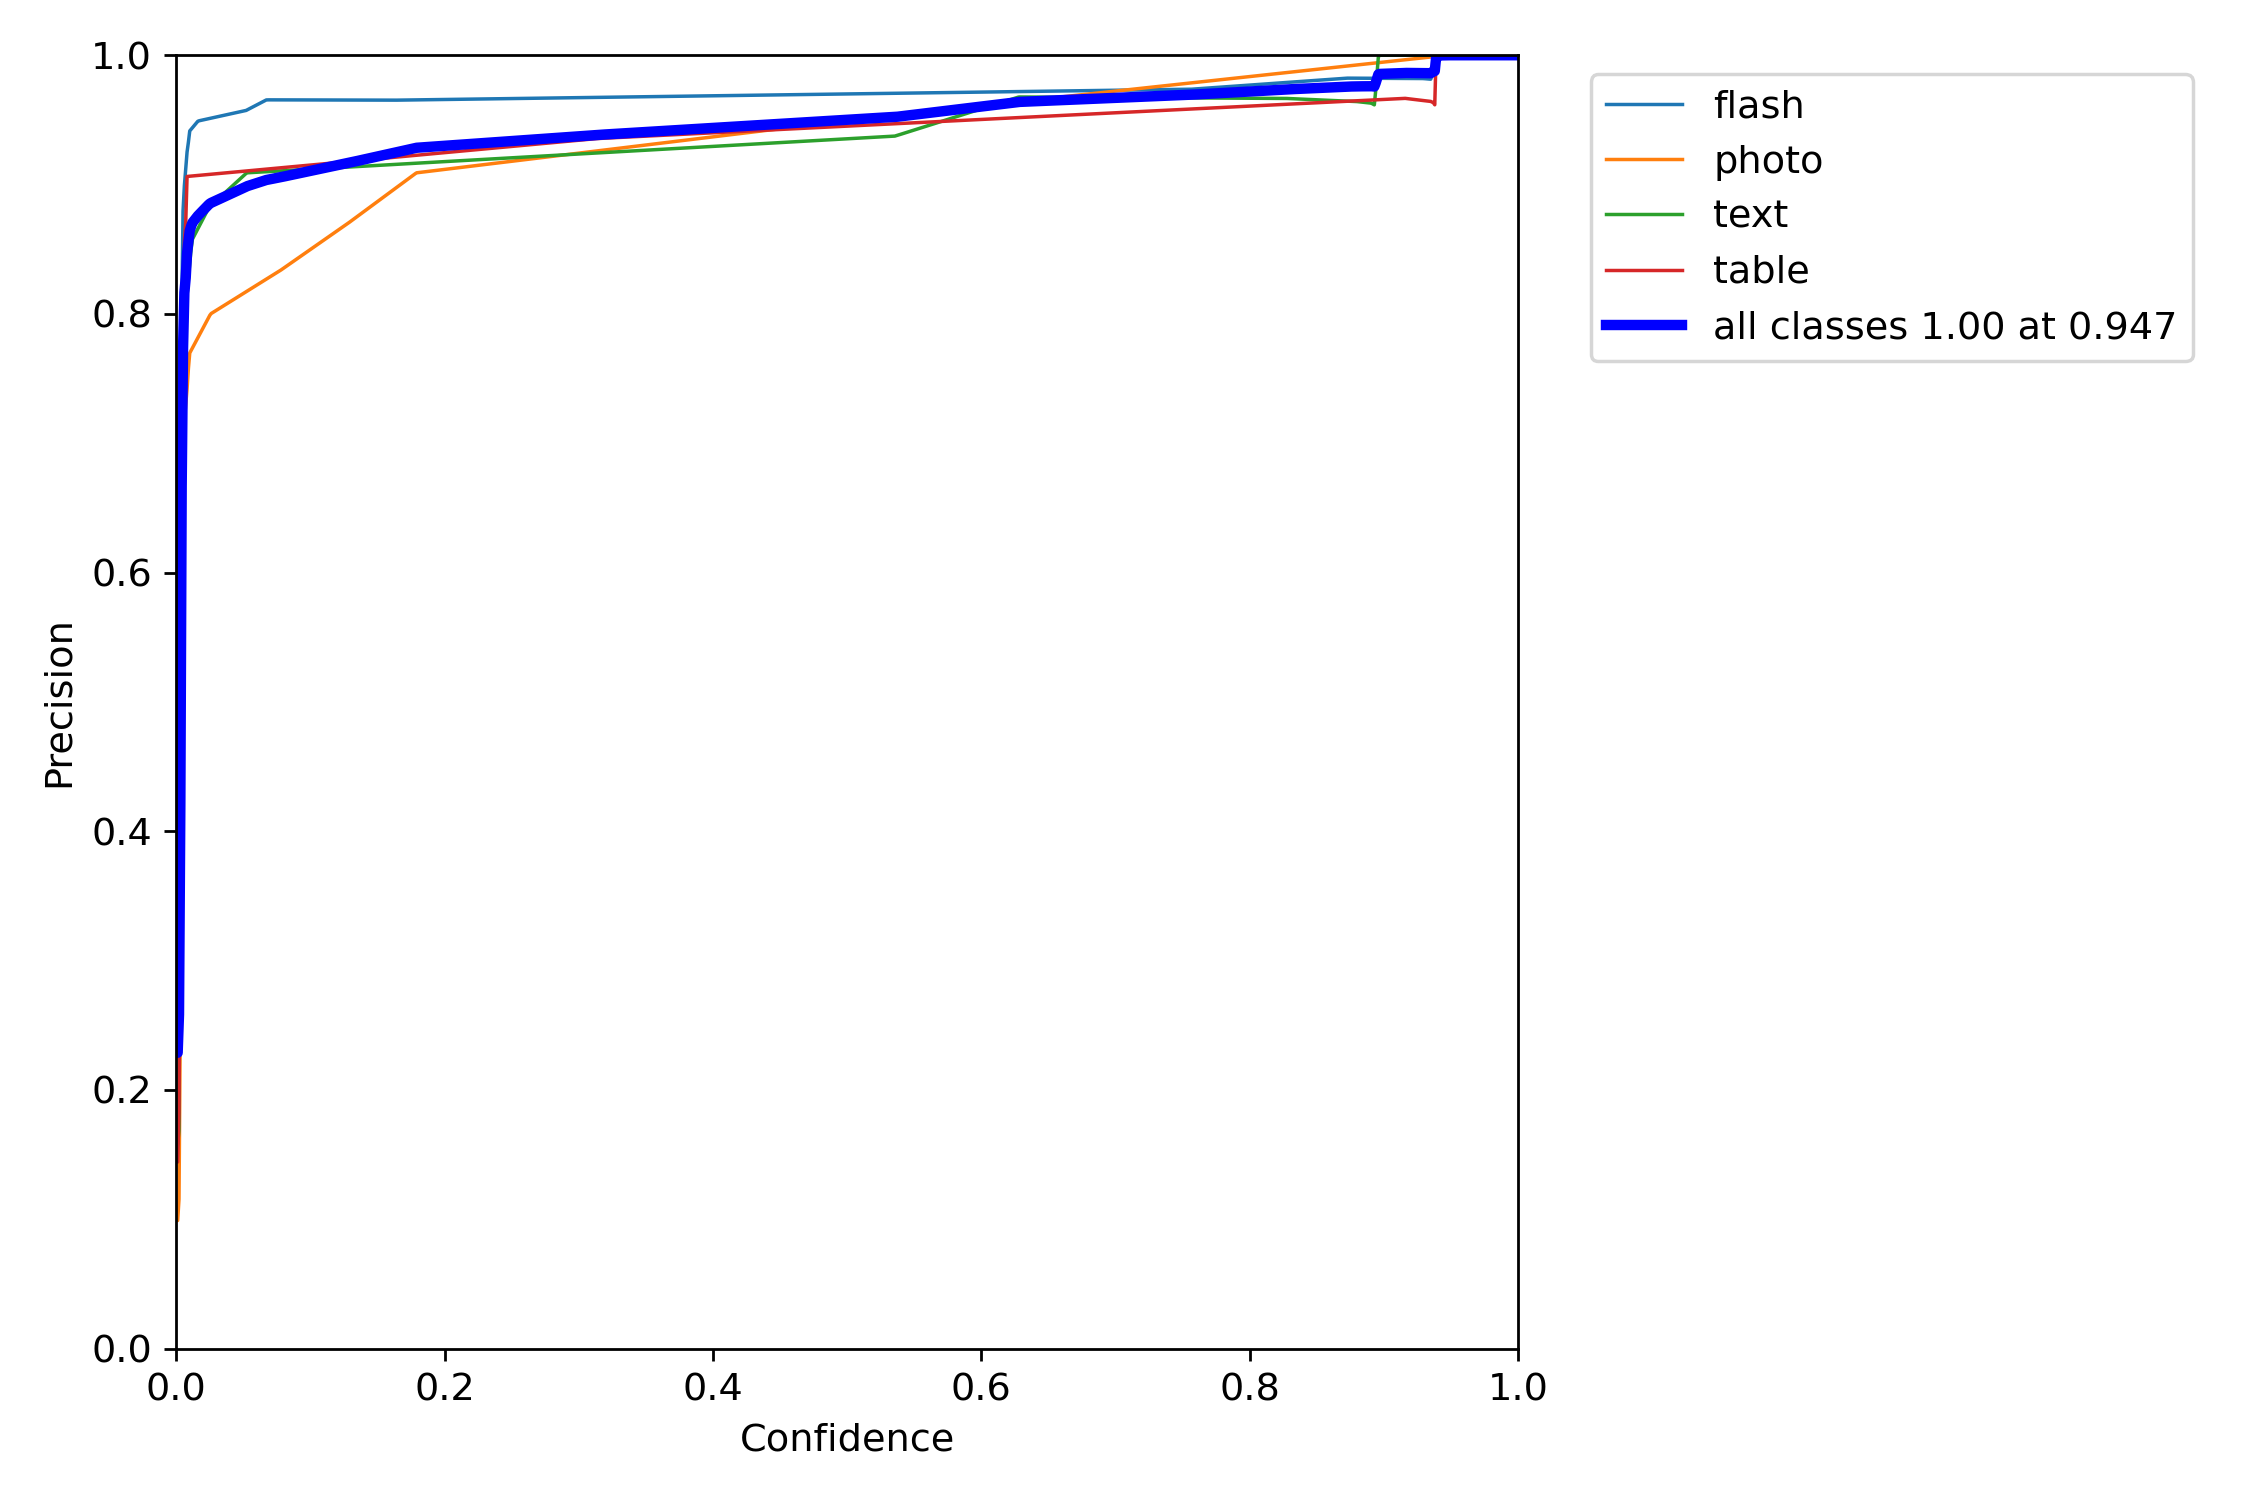 1.0
0.8
0.6
0.4
0.2
0.0
Precision
0.0 0.2 0.4 0.6 0.8 1.0
Confidence
flash
photo
text
table
all classes 1.00 at 0.947